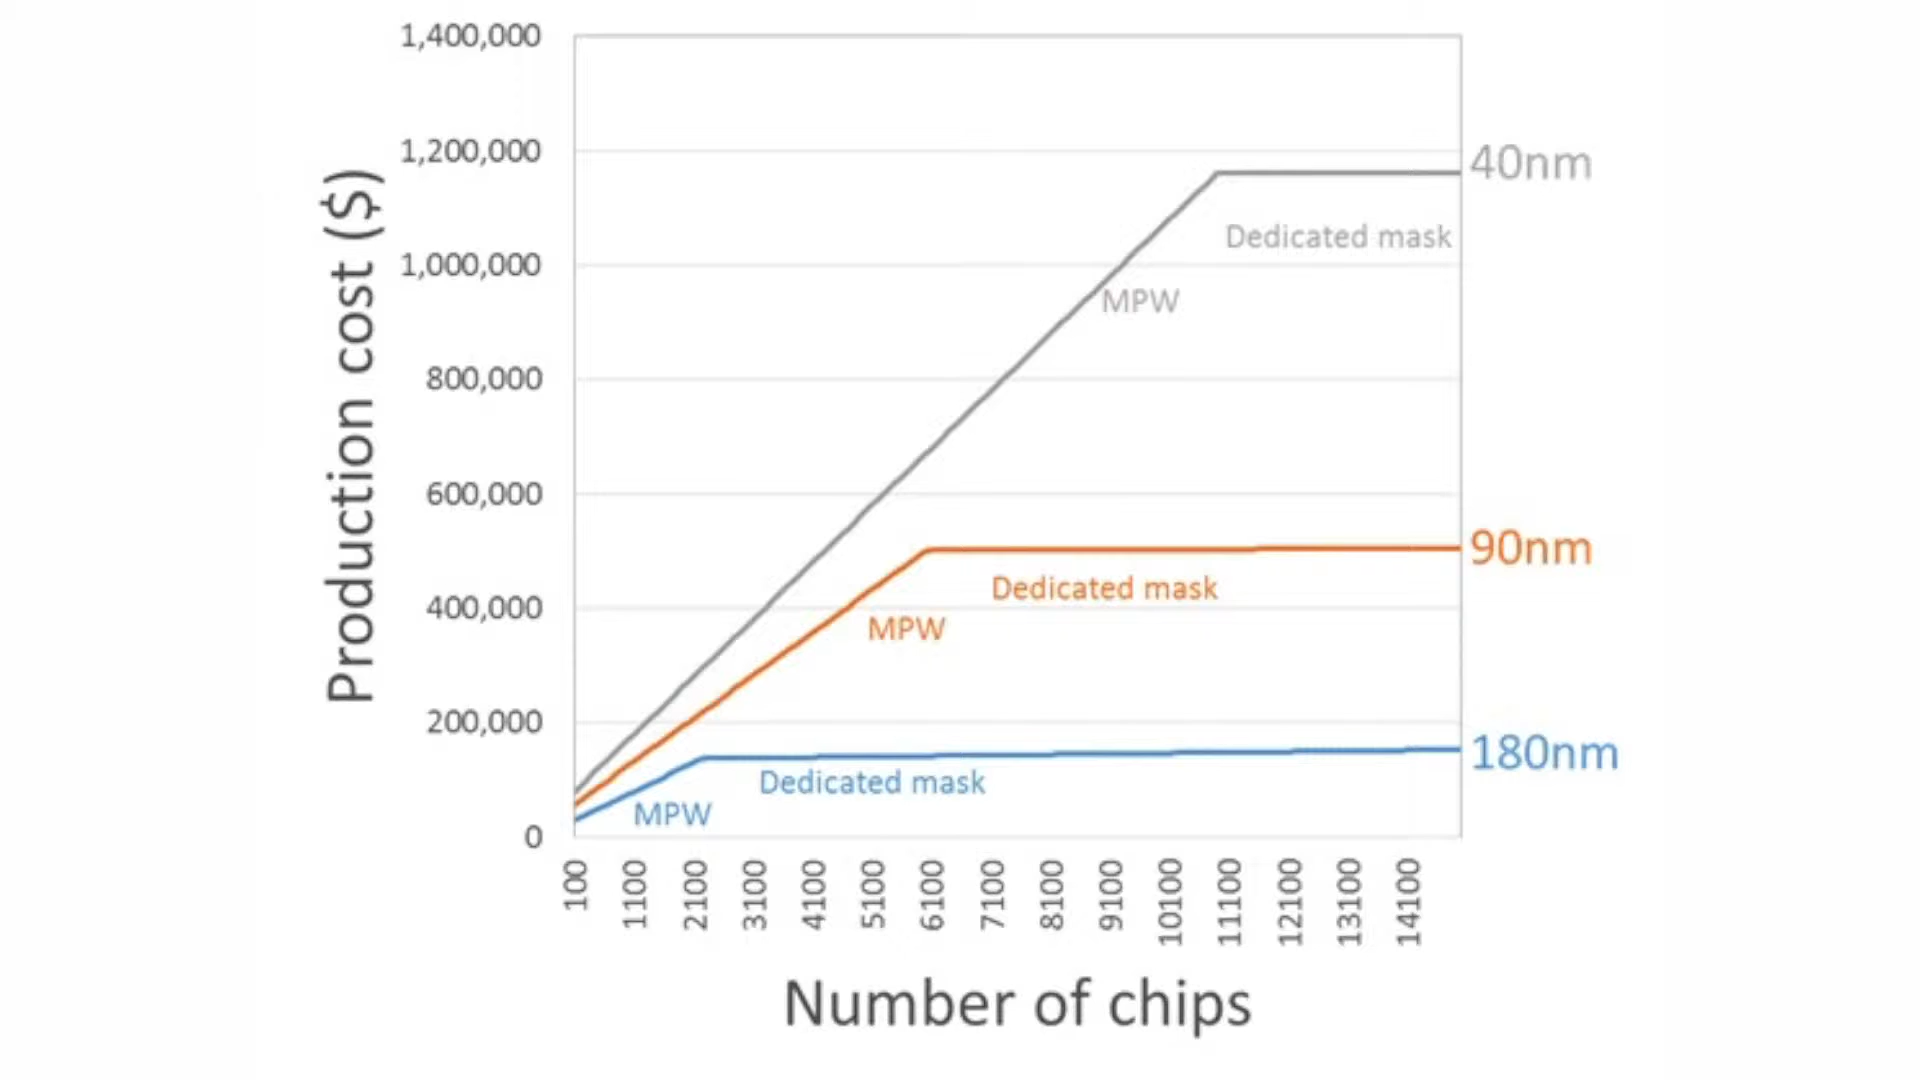 1,400,000
1,200,000
1,000,000
800,000
600,000
400,000
200,000
0
Production cost ($)
40nm
Dedicated mask
MPW
90nm
Dedicated mask
MPW
180nm
Dedicated mask
MPW
100 1100 2100 3100 4100 5100 6100 7100 8100 9100 10100 11100 12100 13100 14100
Number of chips